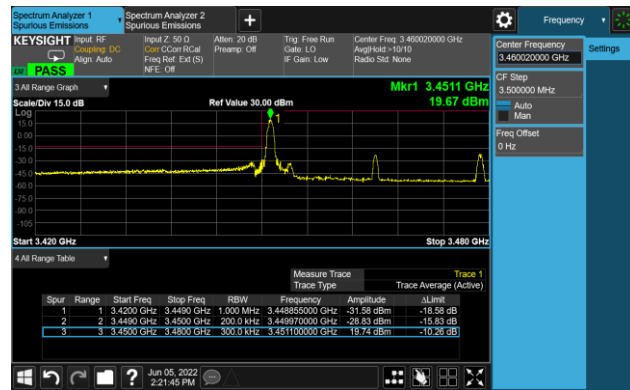 Spectrum Analyzer 1
Spurious Emissions
Spectrum Analyzer 2
Spurious Emissions
+
Frequency
KEYSIGHT
Input: RF
Coupling: DC
Align: Auto
Input Z: 50 Ω
Corr CCorr RCal
Freq Ref: Ext (S)
NFE: Off
Atten: 20 dB
Preamp: Off
Trig: Free Run
Gate: LO
IF Gain: Low
Center Freq: 3.460020000 GHz
Avg|Hold:>10/10
Radio Std: None
PASS
Center Frequency
3.460020000 GHz
Settings
CF Step
3.500000 MHz
Auto
Man
Freq Offset
0 Hz
3 All Range Graph
Scale/Div 15.0 dB
Ref Value 30.00 dBm
Mkr1 3.4511 GHz
19.67 dBm
Log
15.0
0.00
-15.0
-30.0
-45.0
-60.0
-75.0
-90.0
-105
1
Start 3.420 GHz
Stop 3.480 GHz
4 All Range Table
Measure Trace Trace 1
Trace Type Trace Average (Active)
Spur Range Start Freq Stop Freq RBW Frequency Amplitude ΔLimit
1 1 3.4200 GHz 3.4490 GHz 1.000 MHz 3.448855000 GHz -31.58 dBm -18.58 dB
2 2 3.4490 GHz 3.4500 GHz 200.0 kHz 3.449970000 GHz -28.83 dBm -15.83 dB
3 3 3.4500 GHz 3.4800 GHz 300.0 kHz 3.451100000 GHz 19.74 dBm -10.26 dB
?
Jun 05, 2022
2:21:45 PM